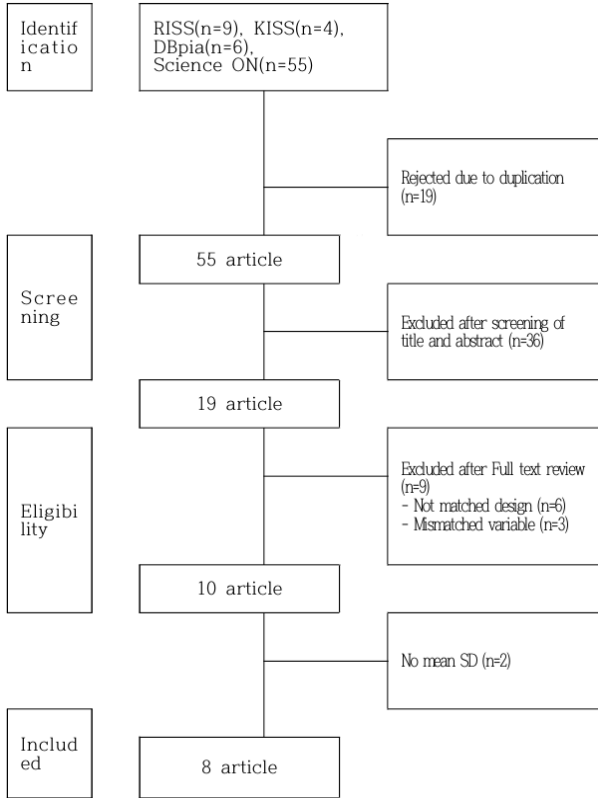 Identif
icatio
n
RISS(n=9), KISS(n=4),
DBpia(n=6),
Science ON(n=55)
Rejected due to duplication
(n=19)
55 article
Scree
ning
Excluded after screening of
title and abstract (n=36)
19 article
Eligibi
lity
Excluded after Full text review
(n=9)
- Not matched design (n=6)
- Mismatched variable (n=3)
10 article
No mean SD (n=2)
Includ
ed
8 article